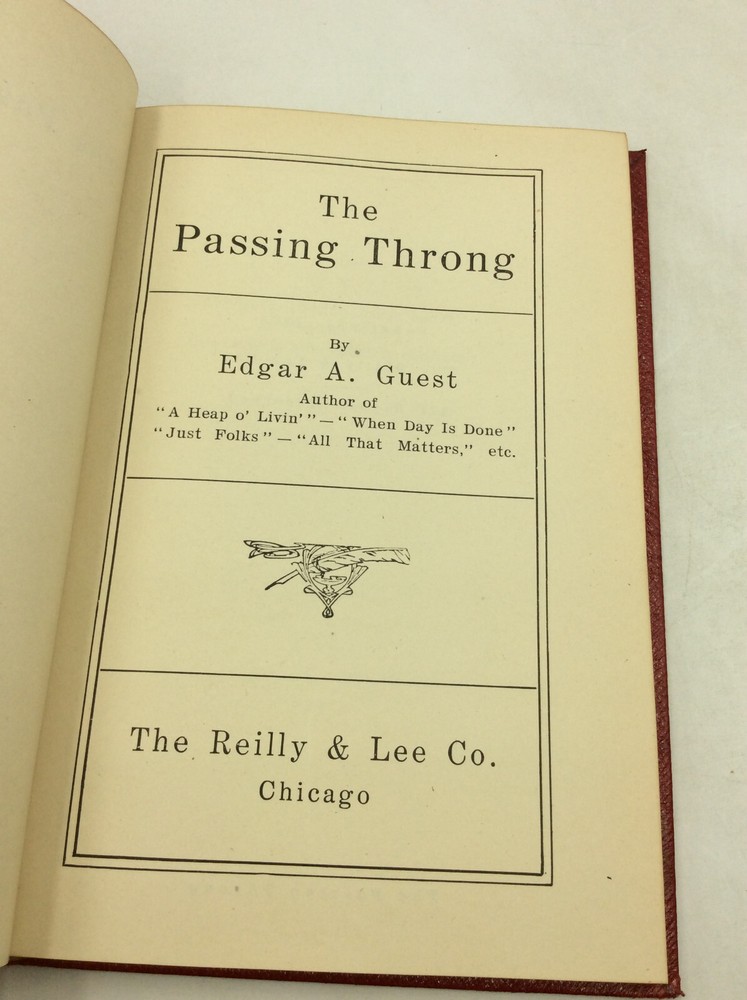 The
Passing Throng
By
Edgar A. Guest
Author of
"A Heap o' Livin'" — "When Day Is Done"
"Just Folks" — "All That Matters," etc.
The Reilly & Lee Co.
Chicago